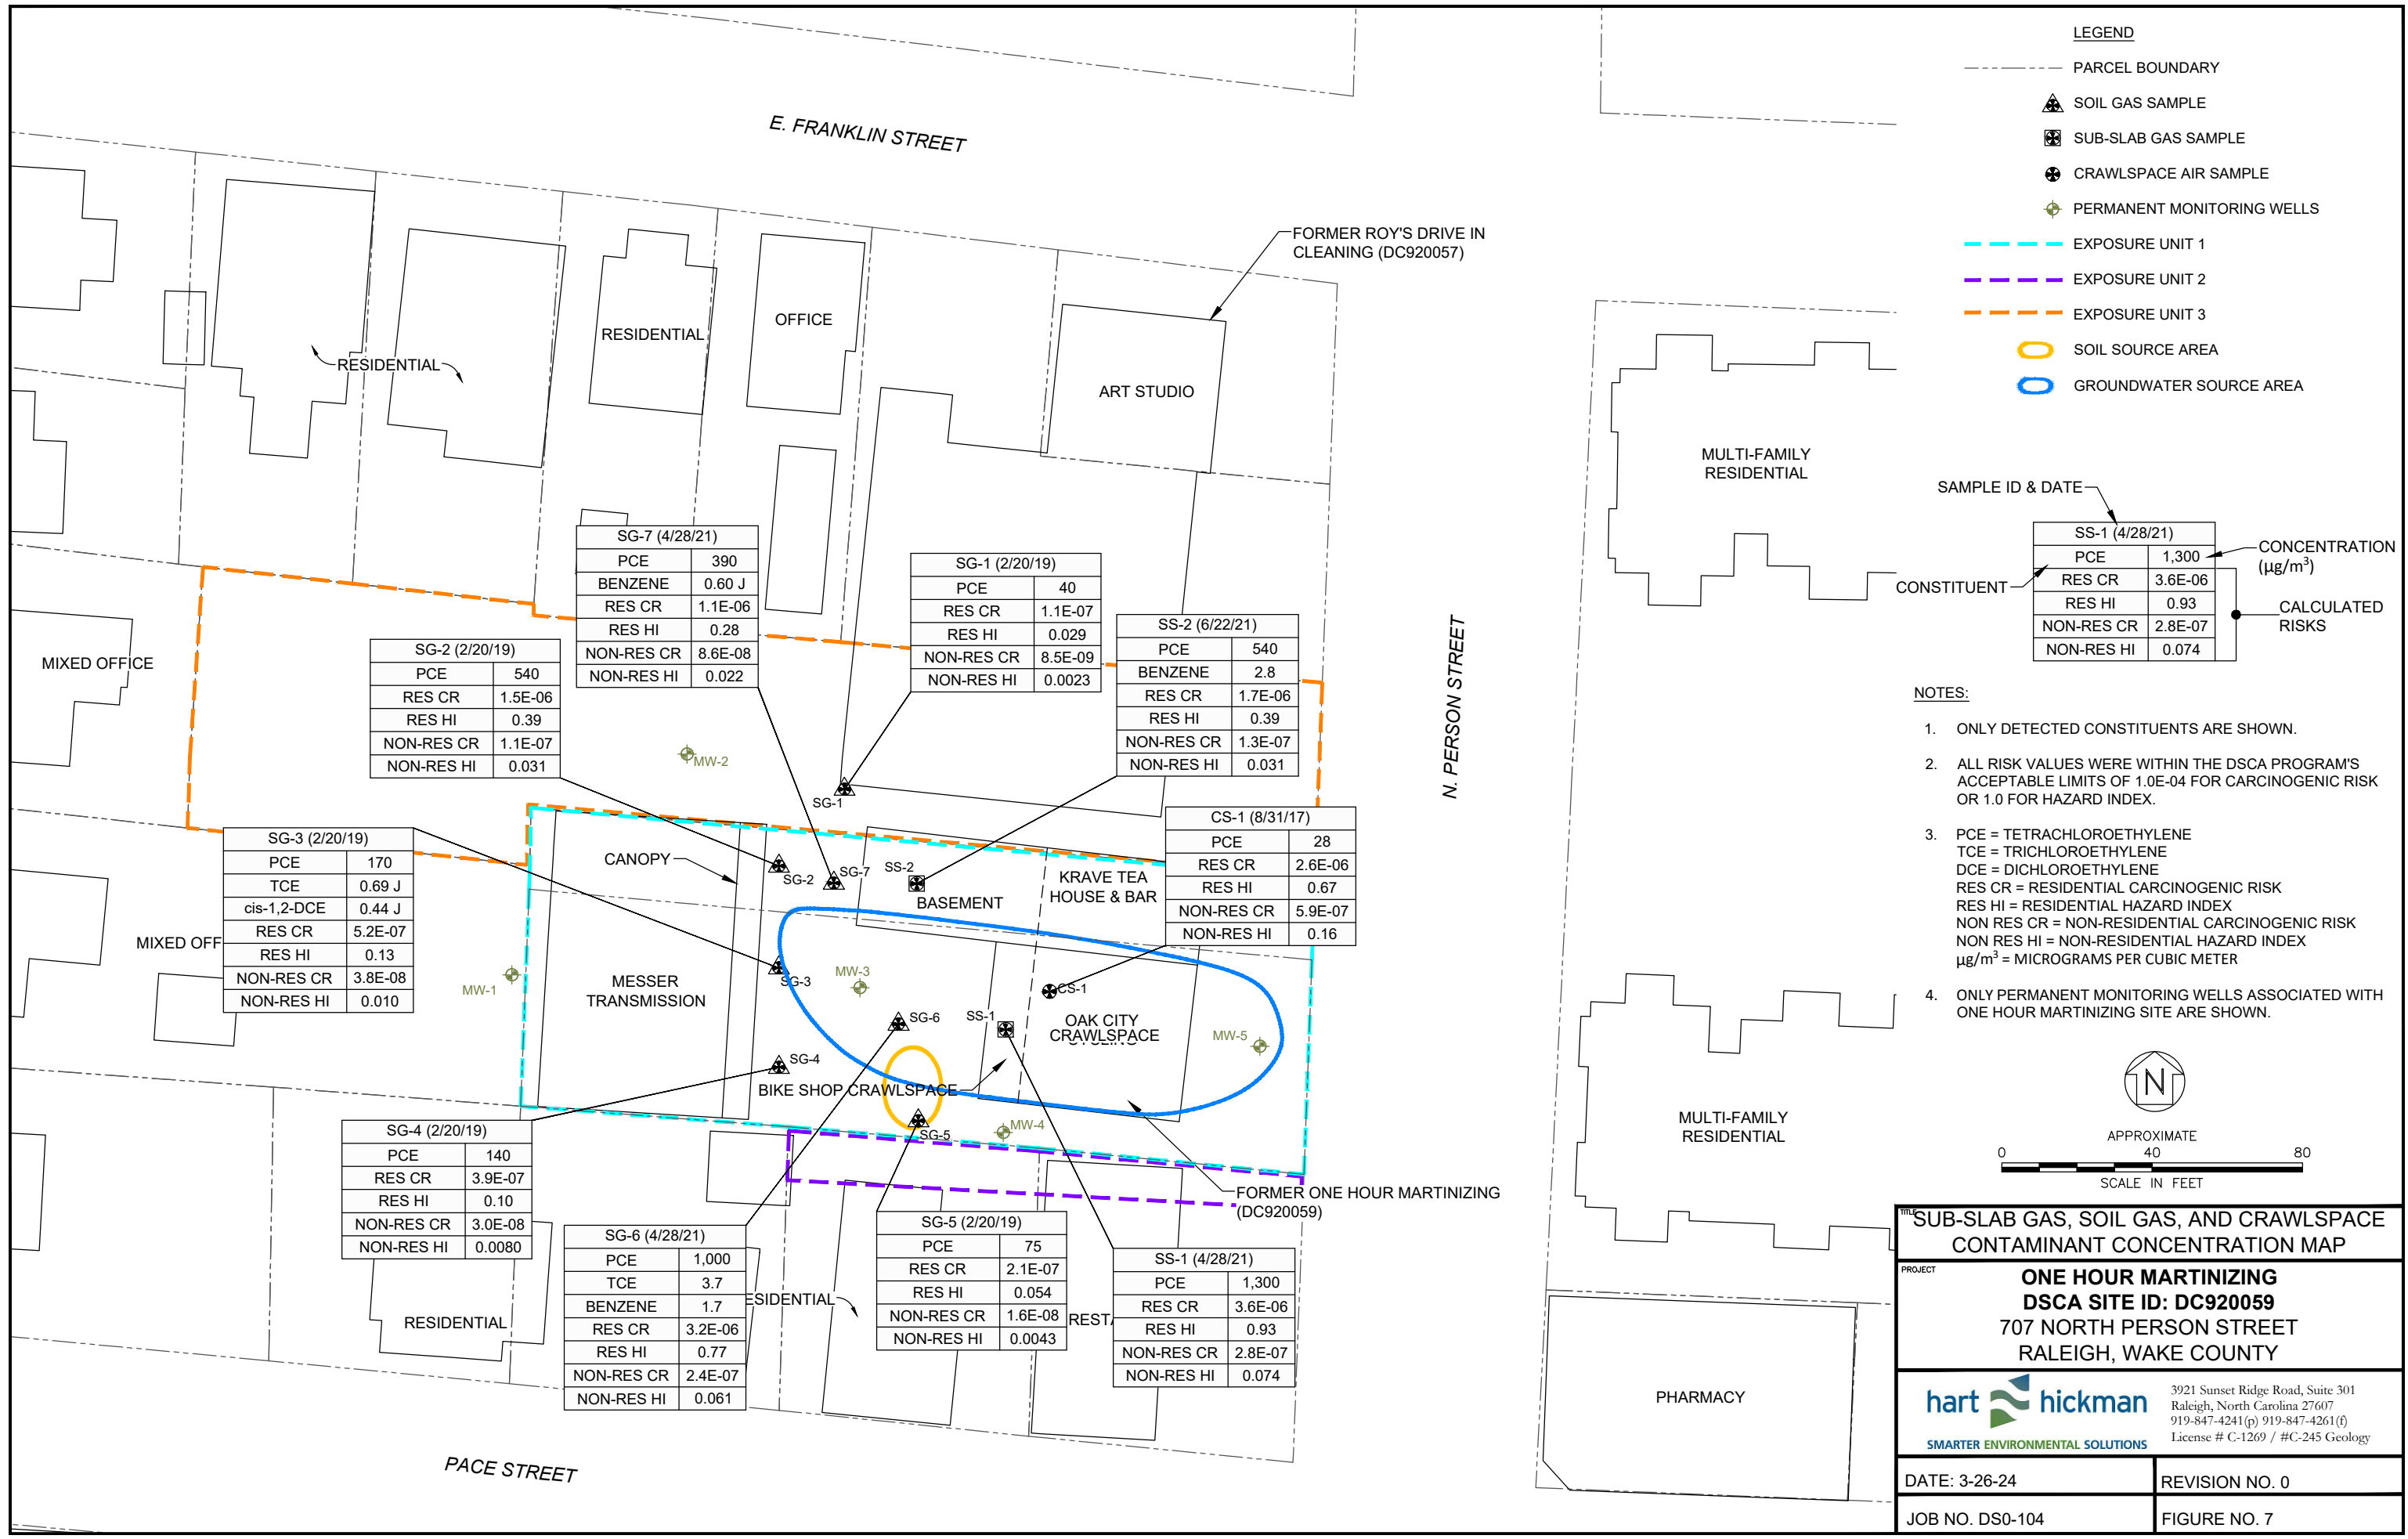 E. FRANKLIN STREET
FORMER ROY'S DRIVE IN
CLEANING (DC920057)
RESIDENTIAL
RESIDENTIAL
OFFICE
ART STUDIO
MULTI-FAMILY
RESIDENTIAL
MIXED OFFICE
SG-7 (4/28/21)
PCE 390
BENZENE 0.60 J
RES CR 1.1E-06
RES HI 0.28
NON-RES CR 8.6E-08
NON-RES HI 0.022
SG-1 (2/20/19)
PCE 40
RES CR 1.1E-07
RES HI 0.029
NON-RES CR 8.5E-09
NON-RES HI 0.0023
SS-2 (6/22/21)
PCE 540
BENZENE 2.8
RES CR 1.7E-06
RES HI 0.39
NON-RES CR 1.3E-07
NON-RES HI 0.031
SG-2 (2/20/19)
PCE 540
RES CR 1.5E-06
RES HI 0.39
NON-RES CR 1.1E-07
NON-RES HI 0.031
N. PERSON STREET
MW-2
SG-1
CS-1 (8/31/17)
PCE 28
RES CR 2.6E-06
RES HI 0.67
NON-RES CR 5.9E-07
NON-RES HI 0.16
SG-3 (2/20/19)
PCE 170
TCE 0.69 J
cis-1,2-DCE 0.44 J
RES CR 5.2E-07
RES HI 0.13
NON-RES CR 3.8E-08
NON-RES HI 0.010
CANOPY
SG-2
SG-7
SS-2
BASEMENT
KRAVE TEA
HOUSE & BAR
MIXED OFF
MW-1
MESSER
TRANSMISSION
SG-3
MW-3
CS-1
SG-6
SS-1
OAK CITY
CRAWLSPACE
MW-5
SG-4
BIKE SHOP CRAWLSPACE
SG-5
MW-4
FORMER ONE HOUR MARTINIZING
(DC920059)
MULTI-FAMILY
RESIDENTIAL
SG-4 (2/20/19)
PCE 140
RES CR 3.9E-07
RES HI 0.10
NON-RES CR 3.0E-08
NON-RES HI 0.0080
RESIDENTIAL
SG-6 (4/28/21)
PCE 1,000
TCE 3.7
BENZENE 1.7
RES CR 3.2E-06
RES HI 0.77
NON-RES CR 2.4E-07
NON-RES HI 0.061
ESIDENTIAL
SG-5 (2/20/19)
PCE 75
RES CR 2.1E-07
RES HI 0.054
NON-RES CR 1.6E-08
NON-RES HI 0.0043
REST
SS-1 (4/28/21)
PCE 1,300
RES CR 3.6E-06
RES HI 0.93
NON-RES CR 2.8E-07
NON-RES HI 0.074
PHARMACY
PACE STREET
LEGEND
PARCEL BOUNDARY
SOIL GAS SAMPLE
SUB-SLAB GAS SAMPLE
CRAWLSPACE AIR SAMPLE
PERMANENT MONITORING WELLS
EXPOSURE UNIT 1
EXPOSURE UNIT 2
EXPOSURE UNIT 3
SOIL SOURCE AREA
GROUNDWATER SOURCE AREA
SAMPLE ID & DATE
SS-1 (4/28/21)
PCE 1,300
RES CR 3.6E-06
RES HI 0.93
NON-RES CR 2.8E-07
NON-RES HI 0.074
CONCENTRATION
(µg/m³)
CONSTITUENT
CALCULATED
RISKS
NOTES:
1. ONLY DETECTED CONSTITUENTS ARE SHOWN.
2. ALL RISK VALUES WERE WITHIN THE DSCA PROGRAM'S
ACCEPTABLE LIMITS OF 1.0E-04 FOR CARCINOGENIC RISK
OR 1.0 FOR HAZARD INDEX.
3. PCE = TETRACHLOROETHYLENE
TCE = TRICHLOROETHYLENE
DCE = DICHLOROETHYLENE
RES CR = RESIDENTIAL CARCINOGENIC RISK
RES HI = RESIDENTIAL HAZARD INDEX
NON RES CR = NON-RESIDENTIAL CARCINOGENIC RISK
NON RES HI = NON-RESIDENTIAL HAZARD INDEX
µg/m³ = MICROGRAMS PER CUBIC METER
4. ONLY PERMANENT MONITORING WELLS ASSOCIATED WITH
ONE HOUR MARTINIZING SITE ARE SHOWN.
N
APPROXIMATE
0 40 80
SCALE IN FEET
TITLE
SUB-SLAB GAS, SOIL GAS, AND CRAWLSPACE
CONTAMINANT CONCENTRATION MAP
PROJECT
ONE HOUR MARTINIZING
DSCA SITE ID: DC920059
707 NORTH PERSON STREET
RALEIGH, WAKE COUNTY
hart hickman
SMARTER ENVIRONMENTAL SOLUTIONS
3921 Sunset Ridge Road, Suite 301
Raleigh, North Carolina 27607
919-847-4241(p) 919-847-4261(f)
License # C-1269 / #C-245 Geology
DATE: 3-26-24
REVISION NO. 0
JOB NO. DS0-104
FIGURE NO. 7